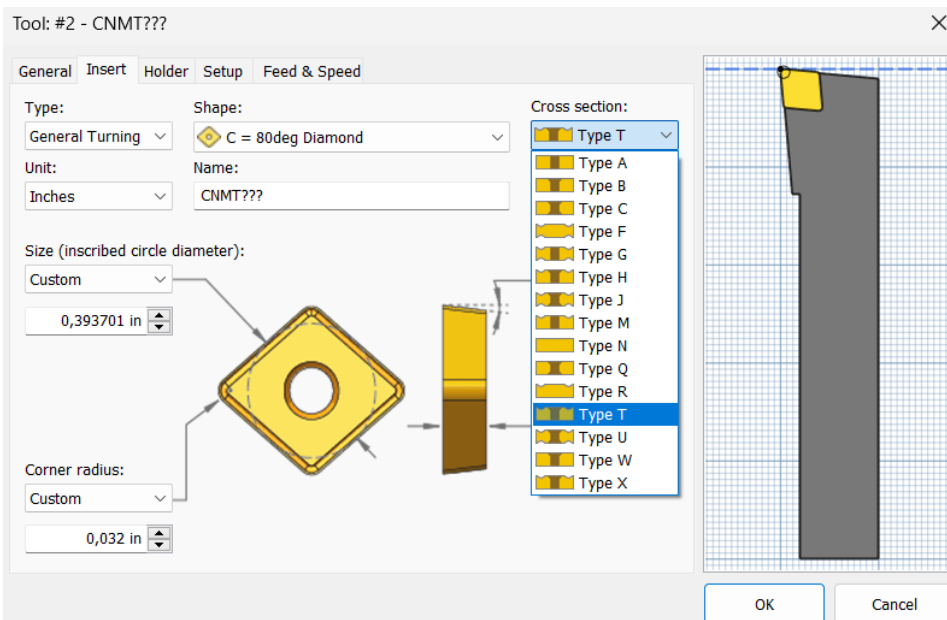 Tool: #2 - CNMT???
General Insert Holder Setup Feed & Speed
Type:
General Turning
Shape:
C = 80deg Diamond
Cross section:
Type T
Unit:
Inches
Name:
CNMT???
Size (inscribed circle diameter):
Custom
0,393701 in
Corner radius:
Custom
0,032 in
Type A
Type B
Type C
Type F
Type G
Type H
Type J
Type M
Type N
Type Q
Type R
Type T
Type U
Type W
Type X
OK
Cancel